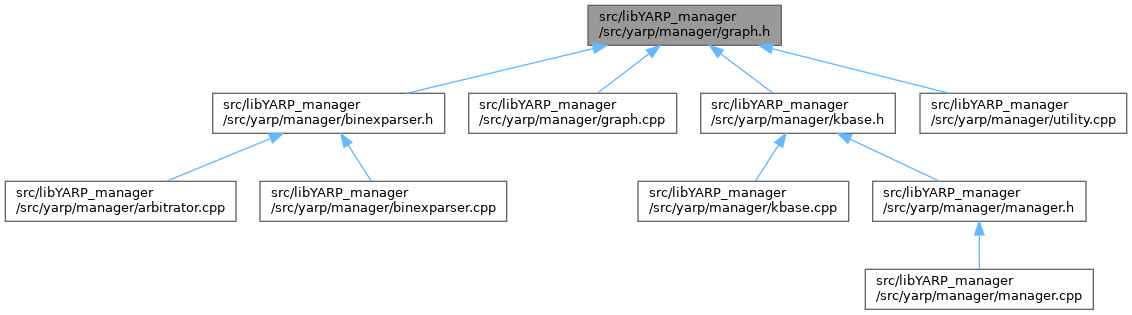 src/libYARP_manager
/src/yarp/manager/graph.h
src/libYARP_manager
/src/yarp/manager/binexparser.h
src/libYARP_manager
/src/yarp/manager/graph.cpp
src/libYARP_manager
/src/yarp/manager/kbase.h
src/libYARP_manager
/src/yarp/manager/utility.cpp
src/libYARP_manager
/src/yarp/manager/arbitrator.cpp
src/libYARP_manager
/src/yarp/manager/binexparser.cpp
src/libYARP_manager
/src/yarp/manager/kbase.cpp
src/libYARP_manager
/src/yarp/manager/manager.h
src/libYARP_manager
/src/yarp/manager/manager.cpp